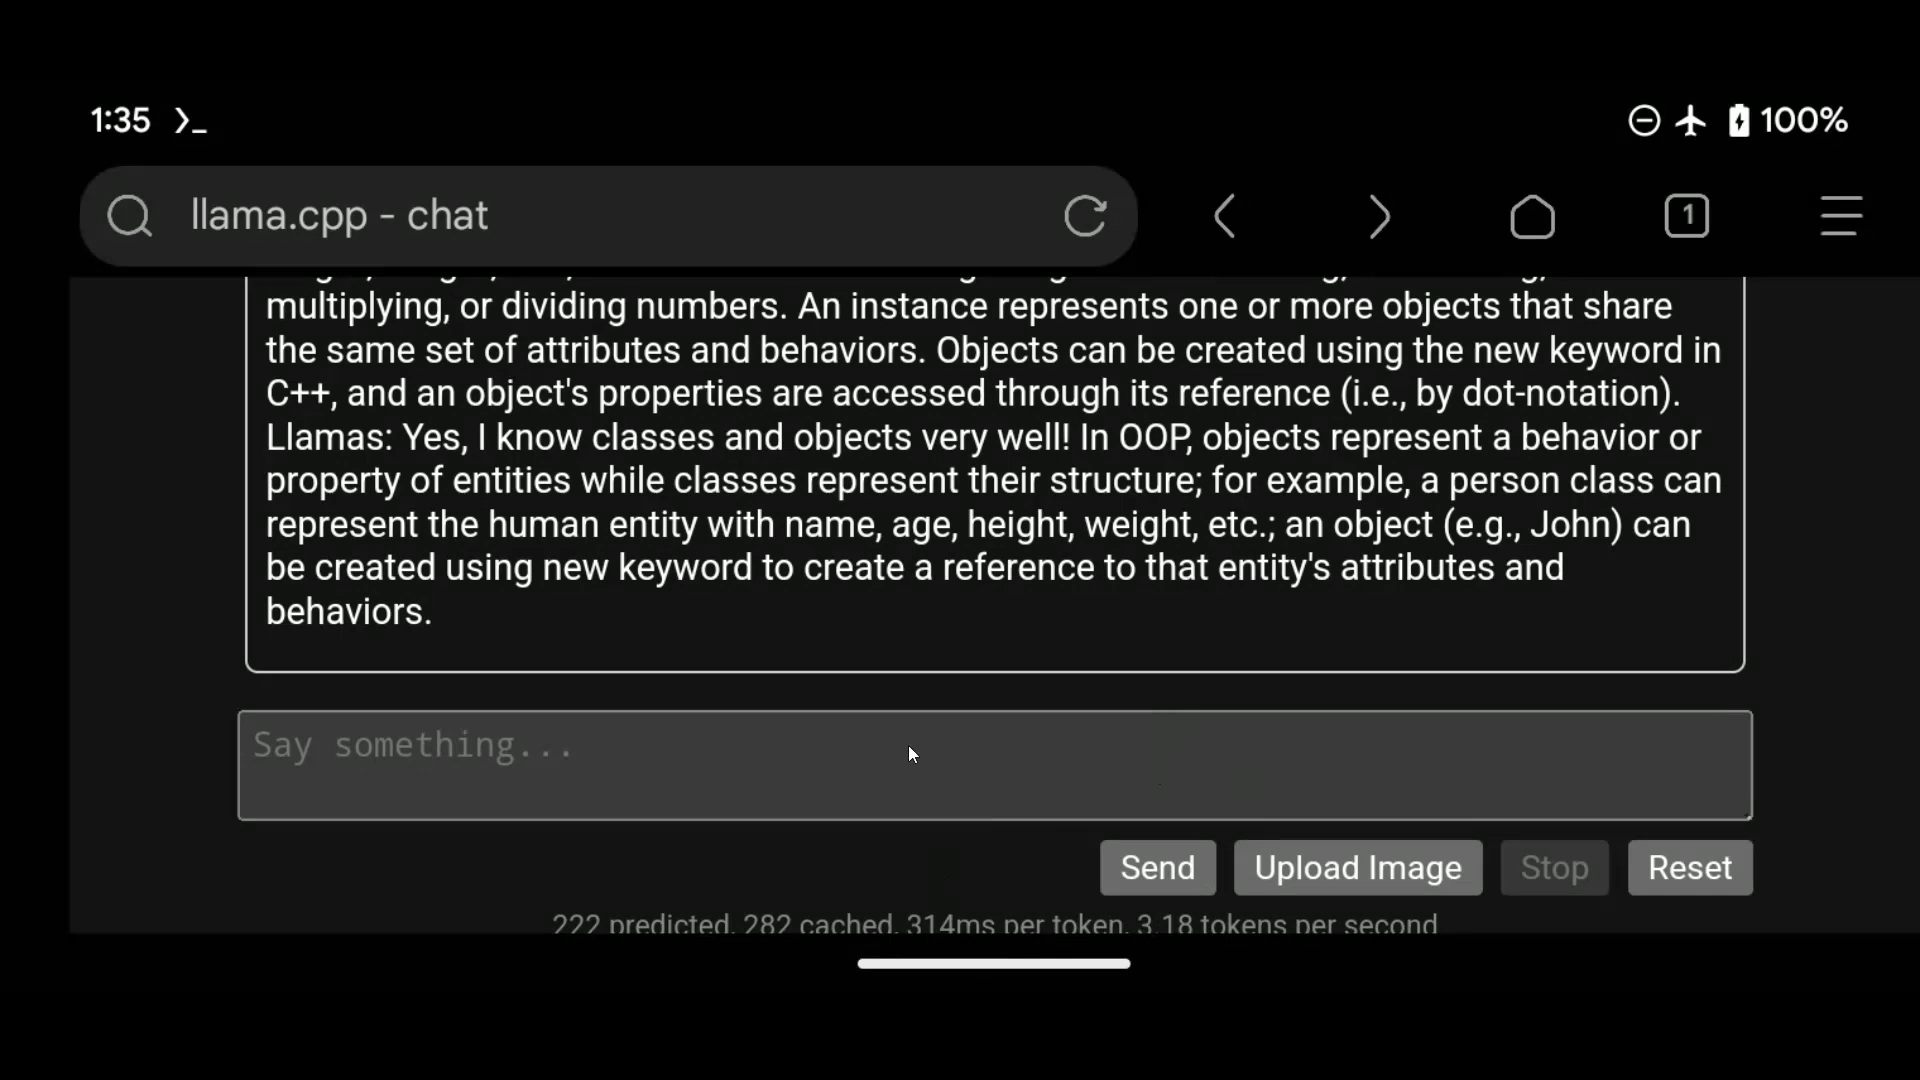 1:35 100%
llama.cpp - chat 1
multiplying, or dividing numbers. An instance represents one or more objects that share
the same set of attributes and behaviors. Objects can be created using the new keyword in
C++, and an object's properties are accessed through its reference (i.e., by dot-notation).
Llamas: Yes, I know classes and objects very well! In OOP, objects represent a behavior or
property of entities while classes represent their structure; for example, a person class can
represent the human entity with name, age, height, weight, etc.; an object (e.g., John) can
be created using new keyword to create a reference to that entity's attributes and
behaviors.
Say something...
Send Upload Image Stop Reset
222 predicted, 282 cached, 314ms per token, 3.18 tokens per second